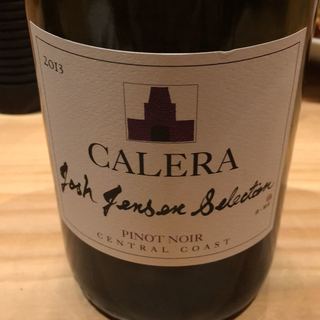 2013
CALERA
Josh Jensen Selection
PINOT NOIR
CENTRAL COAST